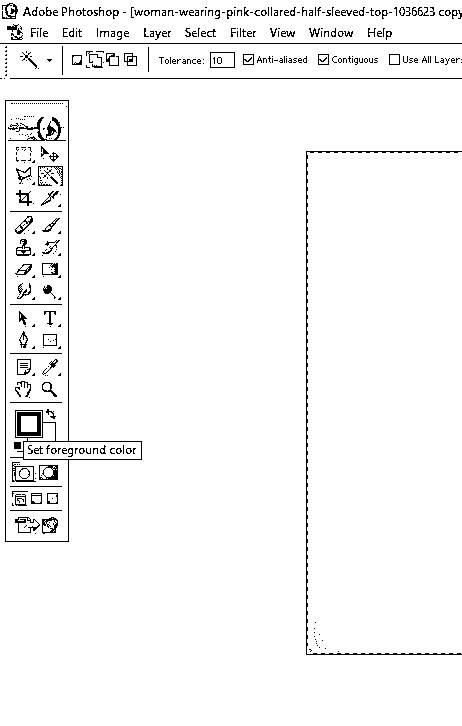 Adobe Photoshop - [woman-wearing-pink-collared-half-sleeved-top-1036623 copy
File Edit Image Layer Select Filter View Window Help
Tolerance: 10 Anti-aliased Contiguous Use All Layer
T
Set foreground color